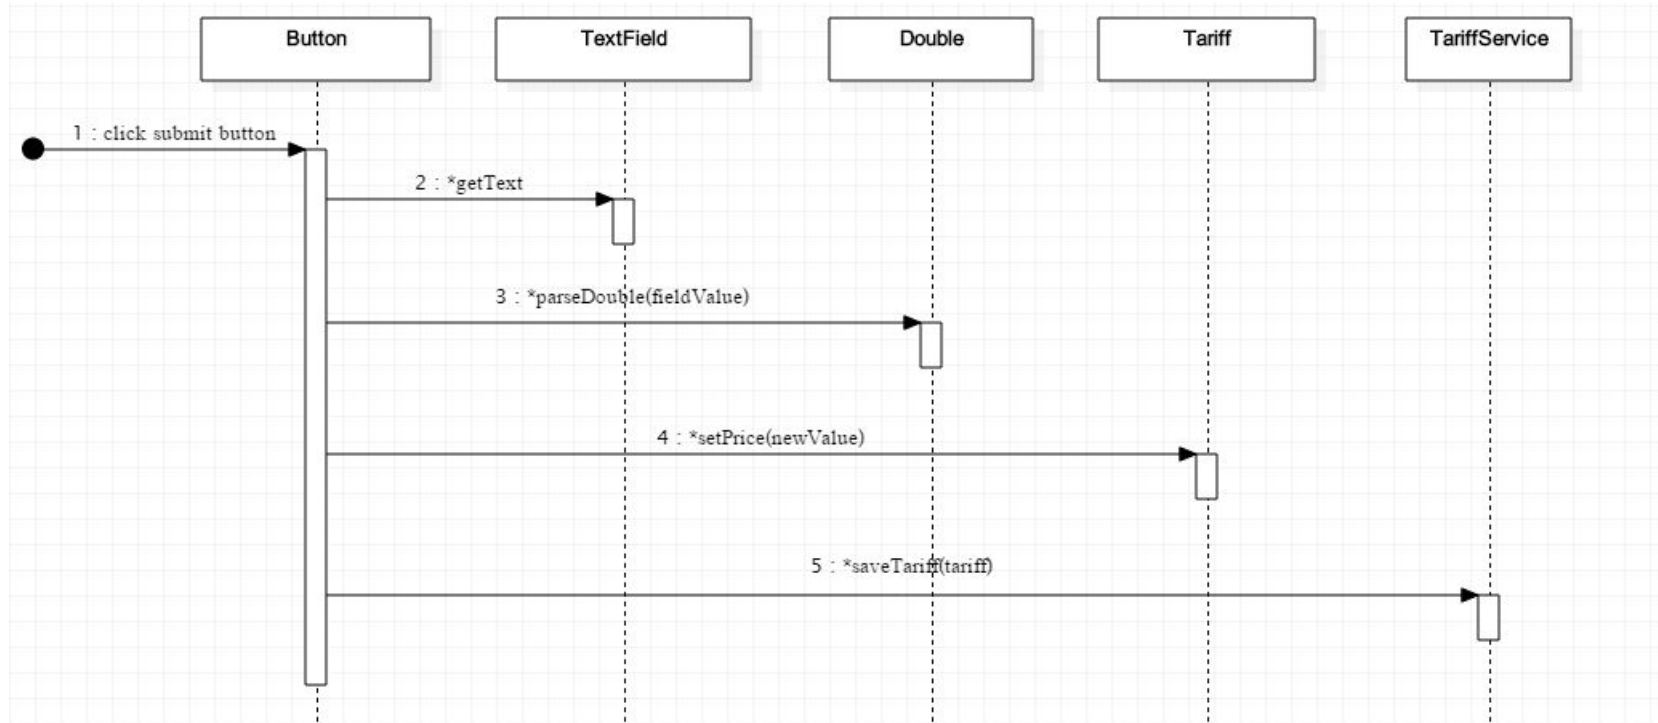 Button
TextField
Double
Tariff
TariffService
1 : click submit button
2 : *getText
3 : *parseDouble(fieldValue)
4 : *setPrice(newValue)
5 : *saveTariff(tariff)